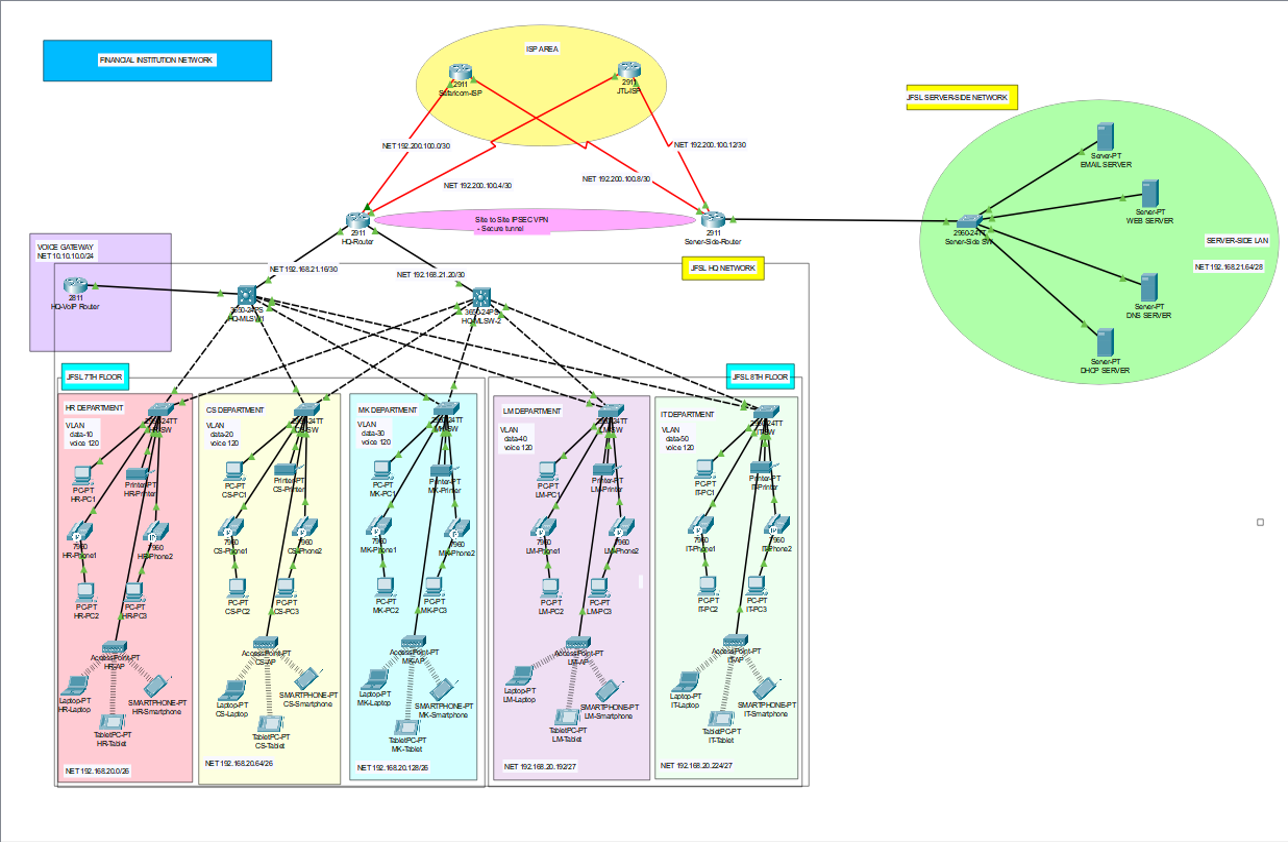 FINANCIAL INSTITUTION NETWORK
ISP AREA
2911
Safaricom-ISP
2911
JTL-ISP
NET 192.200.100.0/30
NET 192.200.100.4/30
NET 192.200.100.8/30
NET 192.200.100.12/30
2911
HQ-Router
Site to Site IPSEC VPN
- Secure tunnel
2911
Server-Side-Router
JFSL SERVER-SIDE NETWORK
Server-PT
EMAIL SERVER
Server-PT
WEB SERVER
2960-24TT
Server-Side SW
SERVER-SIDE LAN
NET 192.168.21.64/28
Server-PT
DNS SERVER
Server-PT
DHCP SERVER
VOICE GATEWAY
NET 10.10.10.0/24
2811
HQ-VoIP Router
NET 192.168.21.16/30
NET 192.168.21.20/30
JFSL HQ NETWORK
3650-24PS
HQ-MLSW1
3650-24PS
HQ-MLSW-2
JFSL 7TH FLOOR
JFSL 8TH FLOOR
HR DEPARTMENT
VLAN
data-10
voice 120
2960-24TT
PC-PT
HR-PC1
Printer-PT
HR-Printer
7960
HR-Phone1
7960
HR-Phone2
PC-PT
HR-PC2
PC-PT
HR-PC3
AccessPoint-PT
HR-AP
Laptop-PT
HR-Laptop
SMARTPHONE-PT
HR-Smartphone
TabletPC-PT
HR-Tablet
NET 192.168.20.0/26
CS DEPARTMENT
VLAN
data-20
voice 120
2960-24TT
CS-SW
PC-PT
CS-PC1
Printer-PT
CS-Printer
7960
CS-Phone1
7960
CS-Phone2
PC-PT
CS-PC2
PC-PT
CS-PC3
AccessPoint-PT
CS-AP
Laptop-PT
CS-Laptop
SMARTPHONE-PT
CS-Smartphone
TabletPC-PT
CS-Tablet
NET 192.168.20.64/26
MK DEPARTMENT
VLAN
data-30
voice 120
2960-24TT
MK-SW
PC-PT
MK-PC1
Printer-PT
MK-Printer
7960
MK-Phone1
7960
MK-Phone2
PC-PT
MK-PC2
PC-PT
MK-PC3
AccessPoint-PT
MK-AP
Laptop-PT
MK-Laptop
SMARTPHONE-PT
MK-Smartphone
TabletPC-PT
MK-Tablet
NET 192.168.20.128/26
LM DEPARTMENT
VLAN
data-40
voice 120
2960-24TT
LM-SW
PC-PT
LM-PC1
Printer-PT
LM-Printer
7960
LM-Phone1
7960
LM-Phone2
PC-PT
LM-PC2
PC-PT
LM-PC3
AccessPoint-PT
LM-AP
Laptop-PT
LM-Laptop
SMARTPHONE-PT
LM-Smartphone
TabletPC-PT
LM-Tablet
NET 192.168.20.192/27
IT DEPARTMENT
VLAN
data-50
voice 120
2960-24TT
PC-PT
IT-PC1
Printer-PT
IT-Printer
7960
IT-Phone1
7960
IT-Phone2
PC-PT
IT-PC2
PC-PT
IT-PC3
AccessPoint-PT
IT-AP
Laptop-PT
IT-Laptop
SMARTPHONE-PT
IT-Smartphone
TabletPC-PT
IT-Tablet
NET 192.168.20.224/27